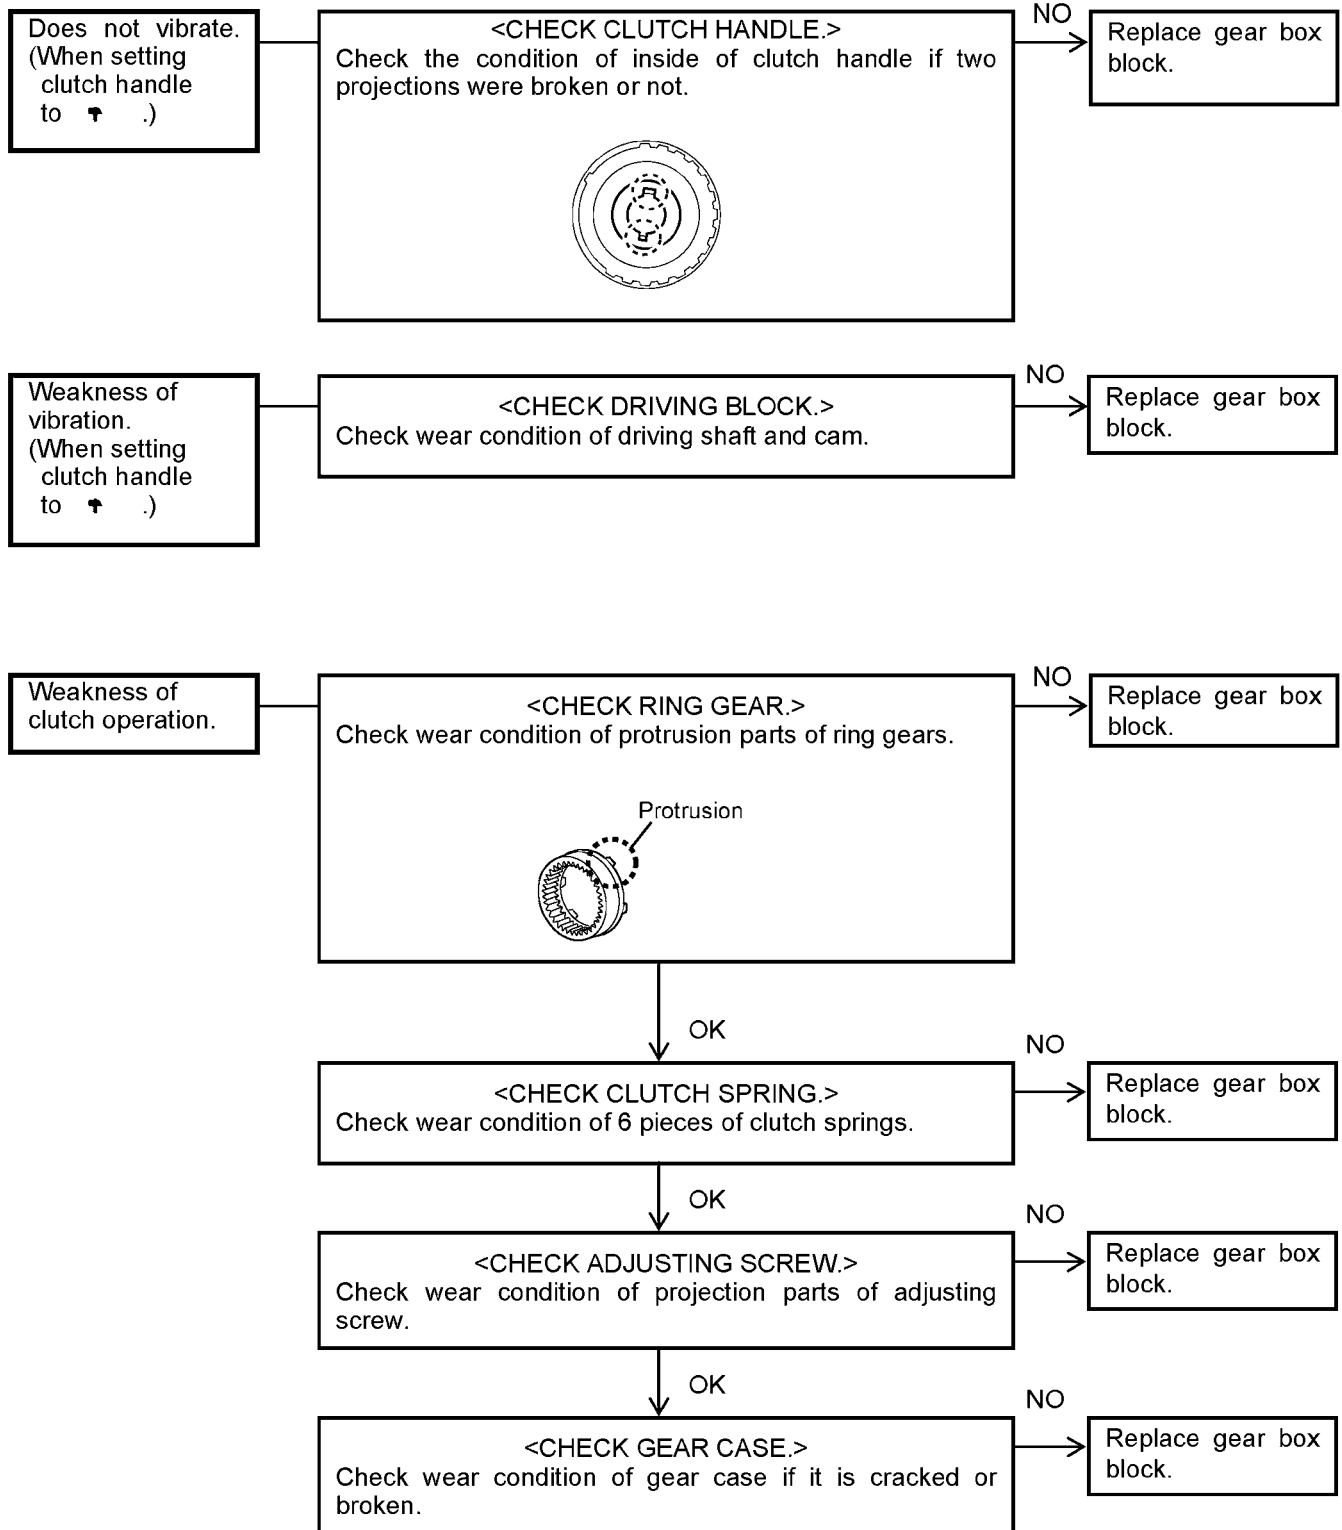 Does not vibrate.
(When setting
clutch handle
to .)
<CHECK CLUTCH HANDLE.>
Check the condition of inside of clutch handle if two
projections were broken or not.
NO
Replace gear box
block.
Weakness of
vibration.
(When setting
clutch handle
to .)
<CHECK DRIVING BLOCK.>
Check wear condition of driving shaft and cam.
NO
Replace gear box
block.
Weakness of
clutch operation.
<CHECK RING GEAR.>
Check wear condition of protrusion parts of ring gears.
Protrusion
NO
Replace gear box
block.
OK
<CHECK CLUTCH SPRING.>
Check wear condition of 6 pieces of clutch springs.
NO
Replace gear box
block.
OK
<CHECK ADJUSTING SCREW.>
Check wear condition of projection parts of adjusting
screw.
NO
Replace gear box
block.
OK
<CHECK GEAR CASE.>
Check wear condition of gear case if it is cracked or
broken.
NO
Replace gear box
block.